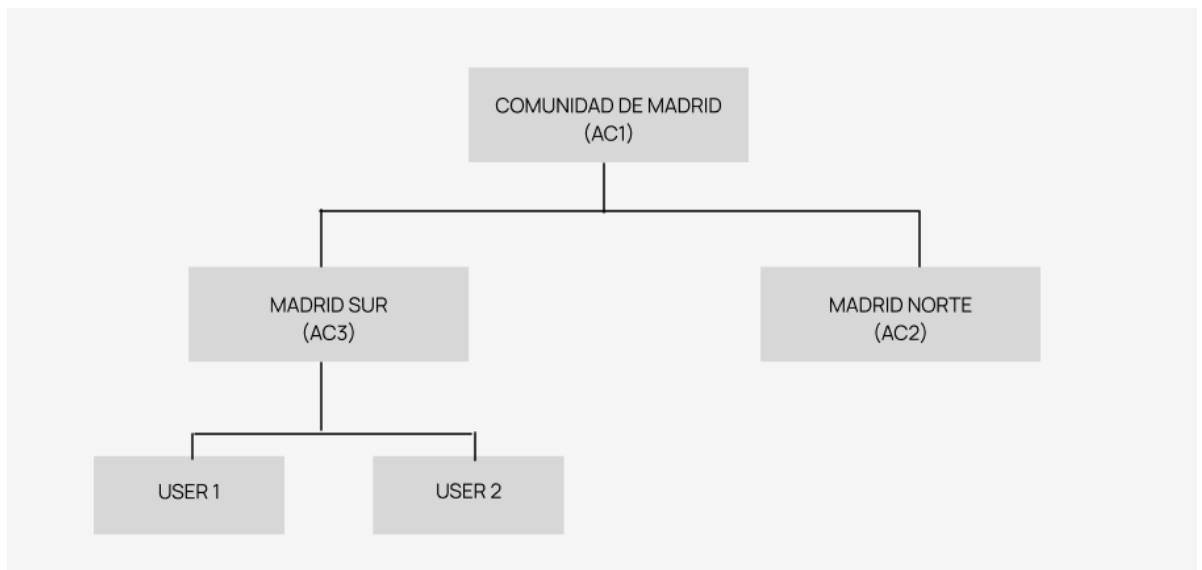 COMUNIDAD DE MADRID
(AC1)
MADRID SUR
(AC3)
MADRID NORTE
(AC2)
USER 1
USER 2